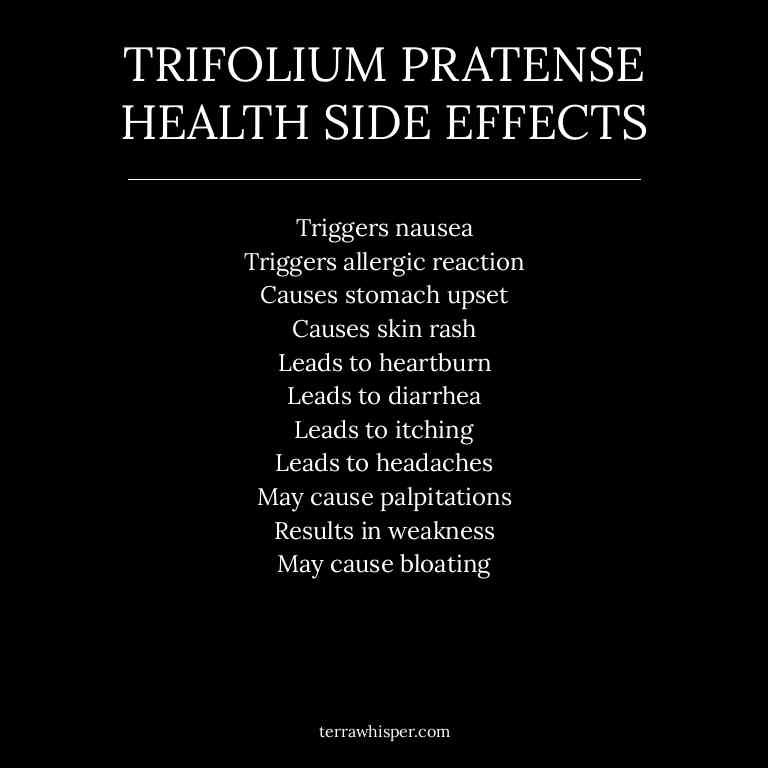 TRIFOLIUM PRATENSE
HEALTH SIDE EFFECTS
Triggers nausea
Triggers allergic reaction
Causes stomach upset
Causes skin rash
Leads to heartburn
Leads to diarrhea
Leads to itching
Leads to headaches
May cause palpitations
Results in weakness
May cause bloating
terrawhisper.com